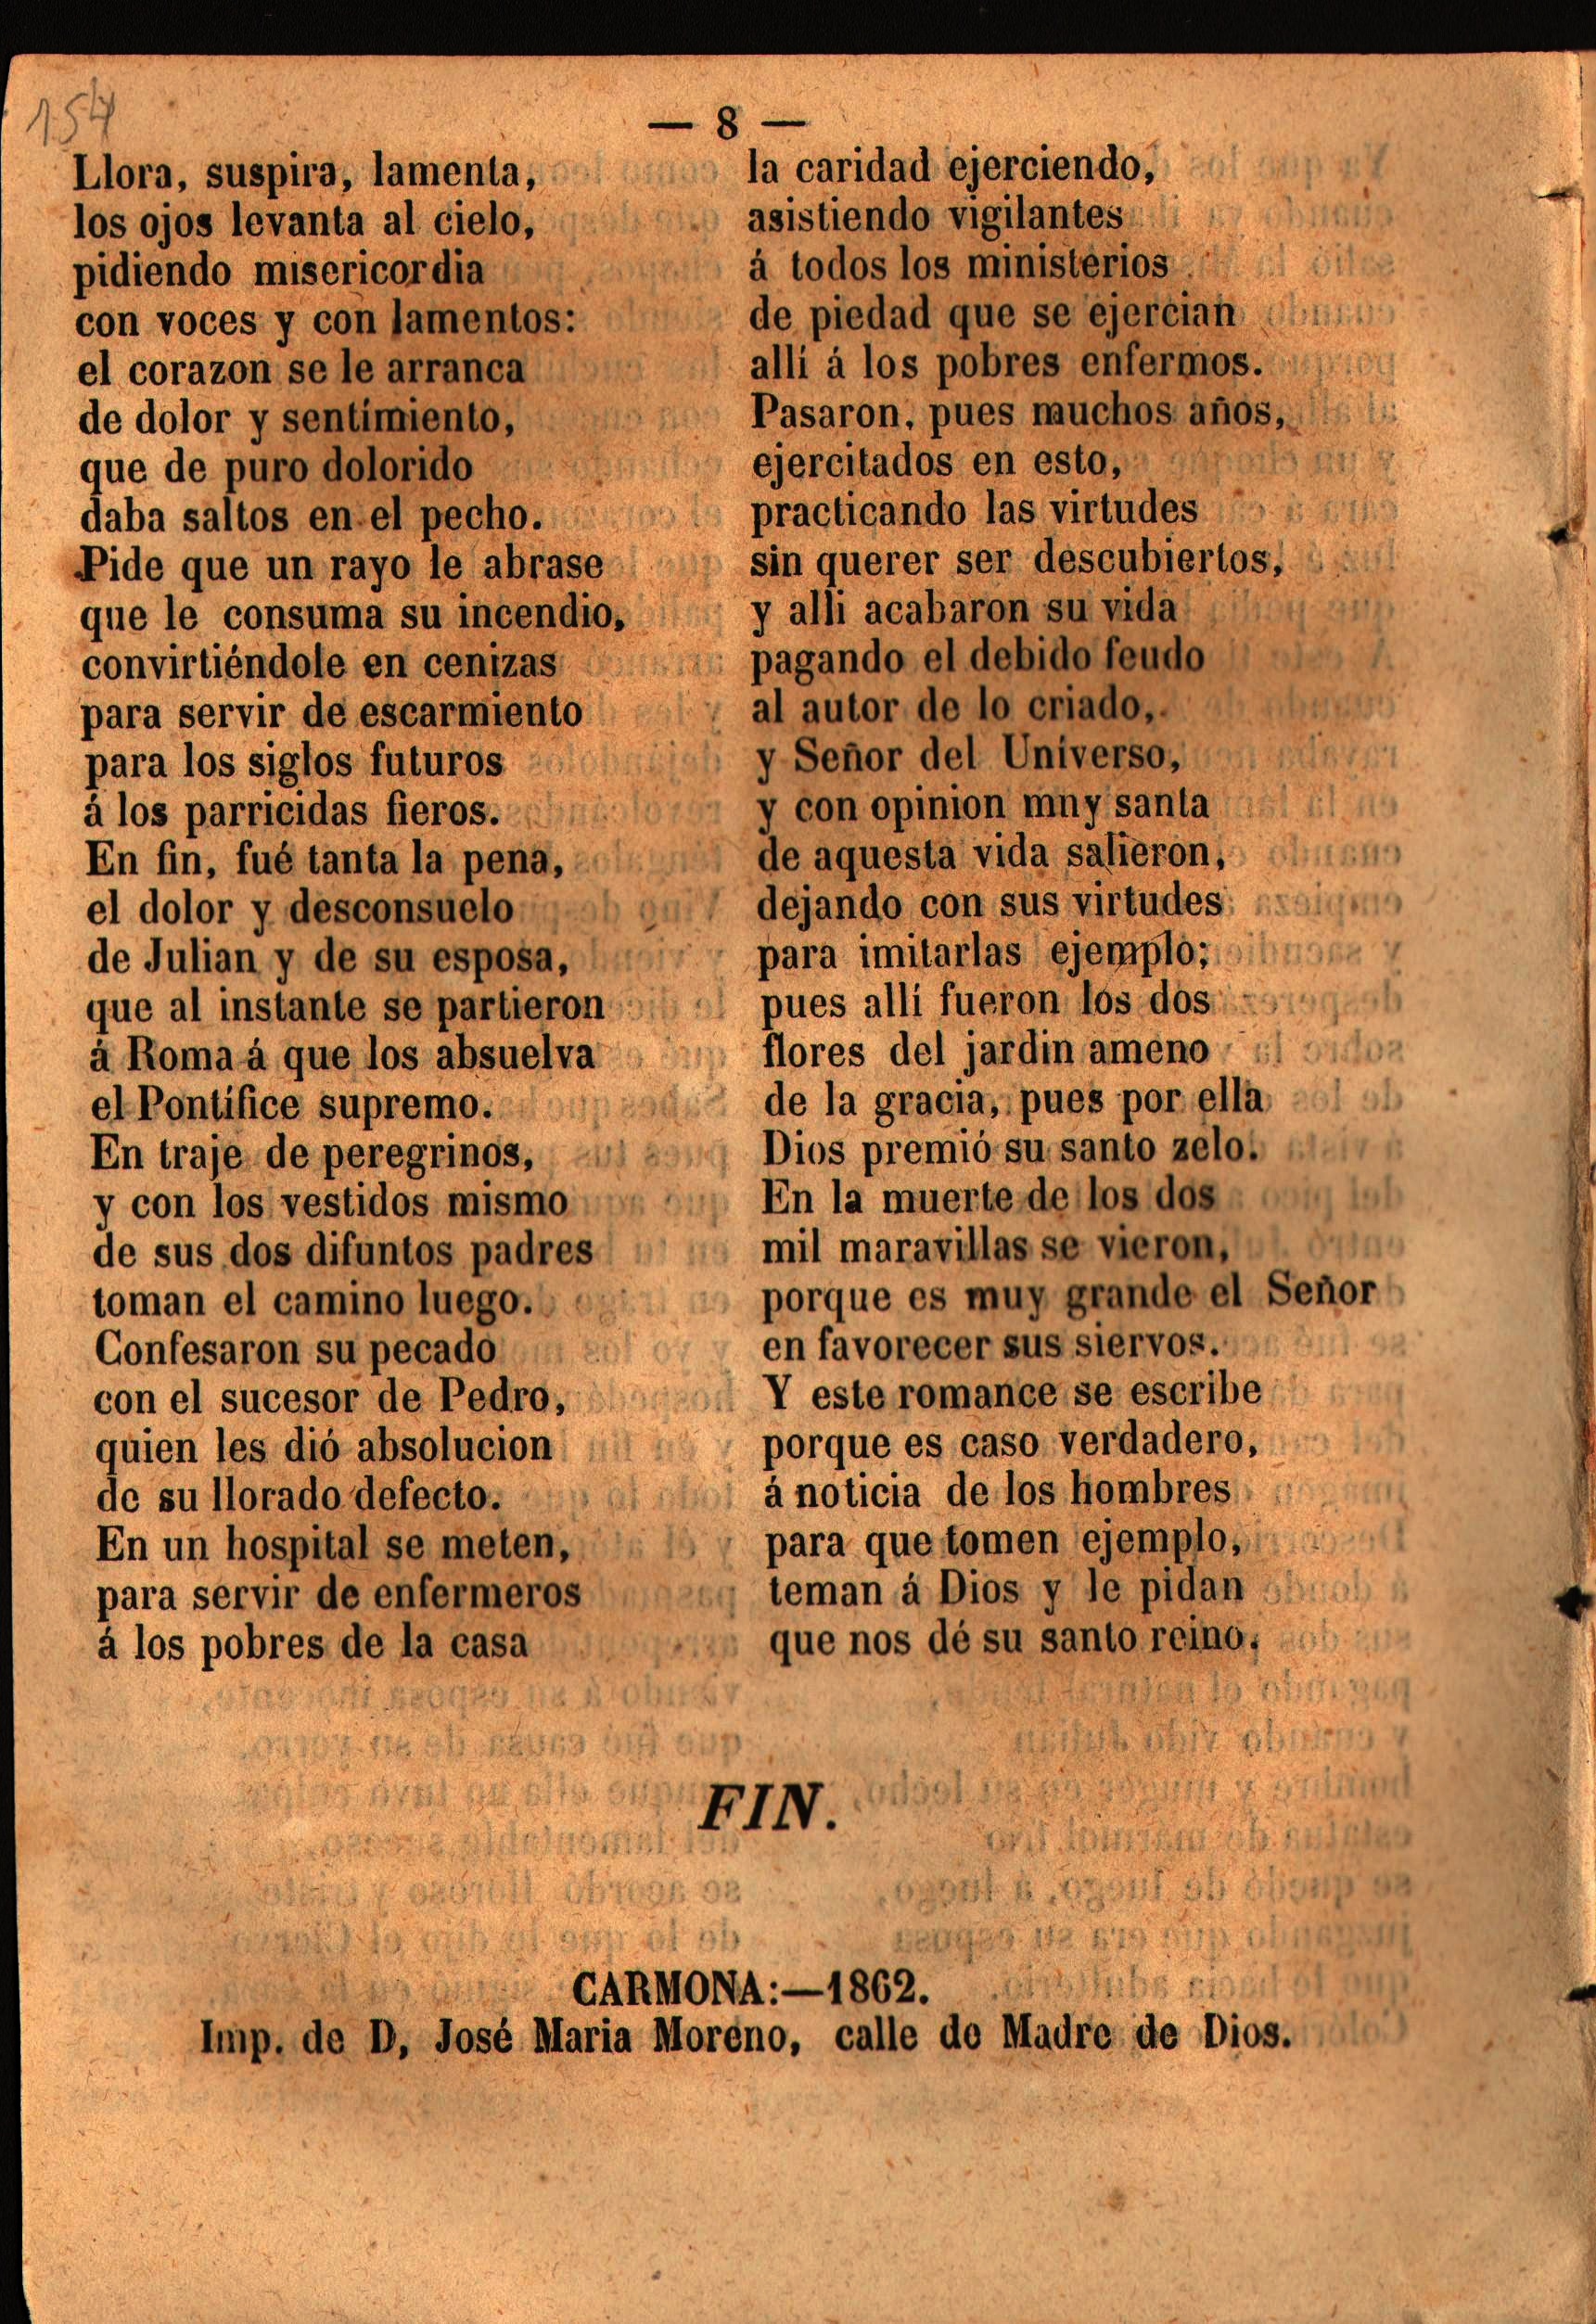 154
— 8 —
Llora, suspira, lamenta,
los ojos levanta al cielo,
pidiendo misericordia
con voces y con lamentos:
el corazon se le arranca
de dolor y sentimiento,
que de puro dolorido
daba saltos en el pecho.
Pide que un rayo le abrase
que le consuma su incendio,
convirtiéndole en cenizas
para servir de escarmiento
para los siglos futuros
á los parricidas fieros.
En fin, fué tanta la pena,
el dolor y desconsuelo
de Julian y de su esposa,
que al instante se partieron
á Roma á que los absuelva
el Pontífice supremo.
En traje de peregrinos,
y con los vestidos mismo
de sus dos difuntos padres
toman el camino luego.
Confesaron su pecado
con el sucesor de Pedro,
quien les dió absolucion
de su llorado defecto.
En un hospital se meten,
para servir de enfermeros
á los pobres de la casa
la caridad ejerciendo,
asistiendo vigilantes
á todos los ministerios
de piedad que se ejercian
allí á los pobres enfermos.
Pasaron, pues muchos años,
ejercitados en esto,
practicando las virtudes
sin querer ser descubiertos,
y alli acabaron su vida
pagando el debido feudo
al autor de lo criado,
y Señor del Universo,
y con opinion mny santa
de aquesta vida salieron,
dejando con sus virtudes
para imitarlas ejemplo;
pues allí fueron los dos
flores del jardin ameno
de la gracia, pues por ella
Dios premió su santo zelo.
En la muerte de los dos
mil maravillas se vieron,
porque es muy grande el Señor
en favorecer sus siervos.
Y este romance se escribe
porque es caso verdadero,
á noticia de los hombres
para que tomen ejemplo,
teman á Dios y le pidan
que nos dé su santo reino.
FIN.
CARMONA:—1862.
Imp. de D, José Maria Moreno, calle de Madre de Dios.